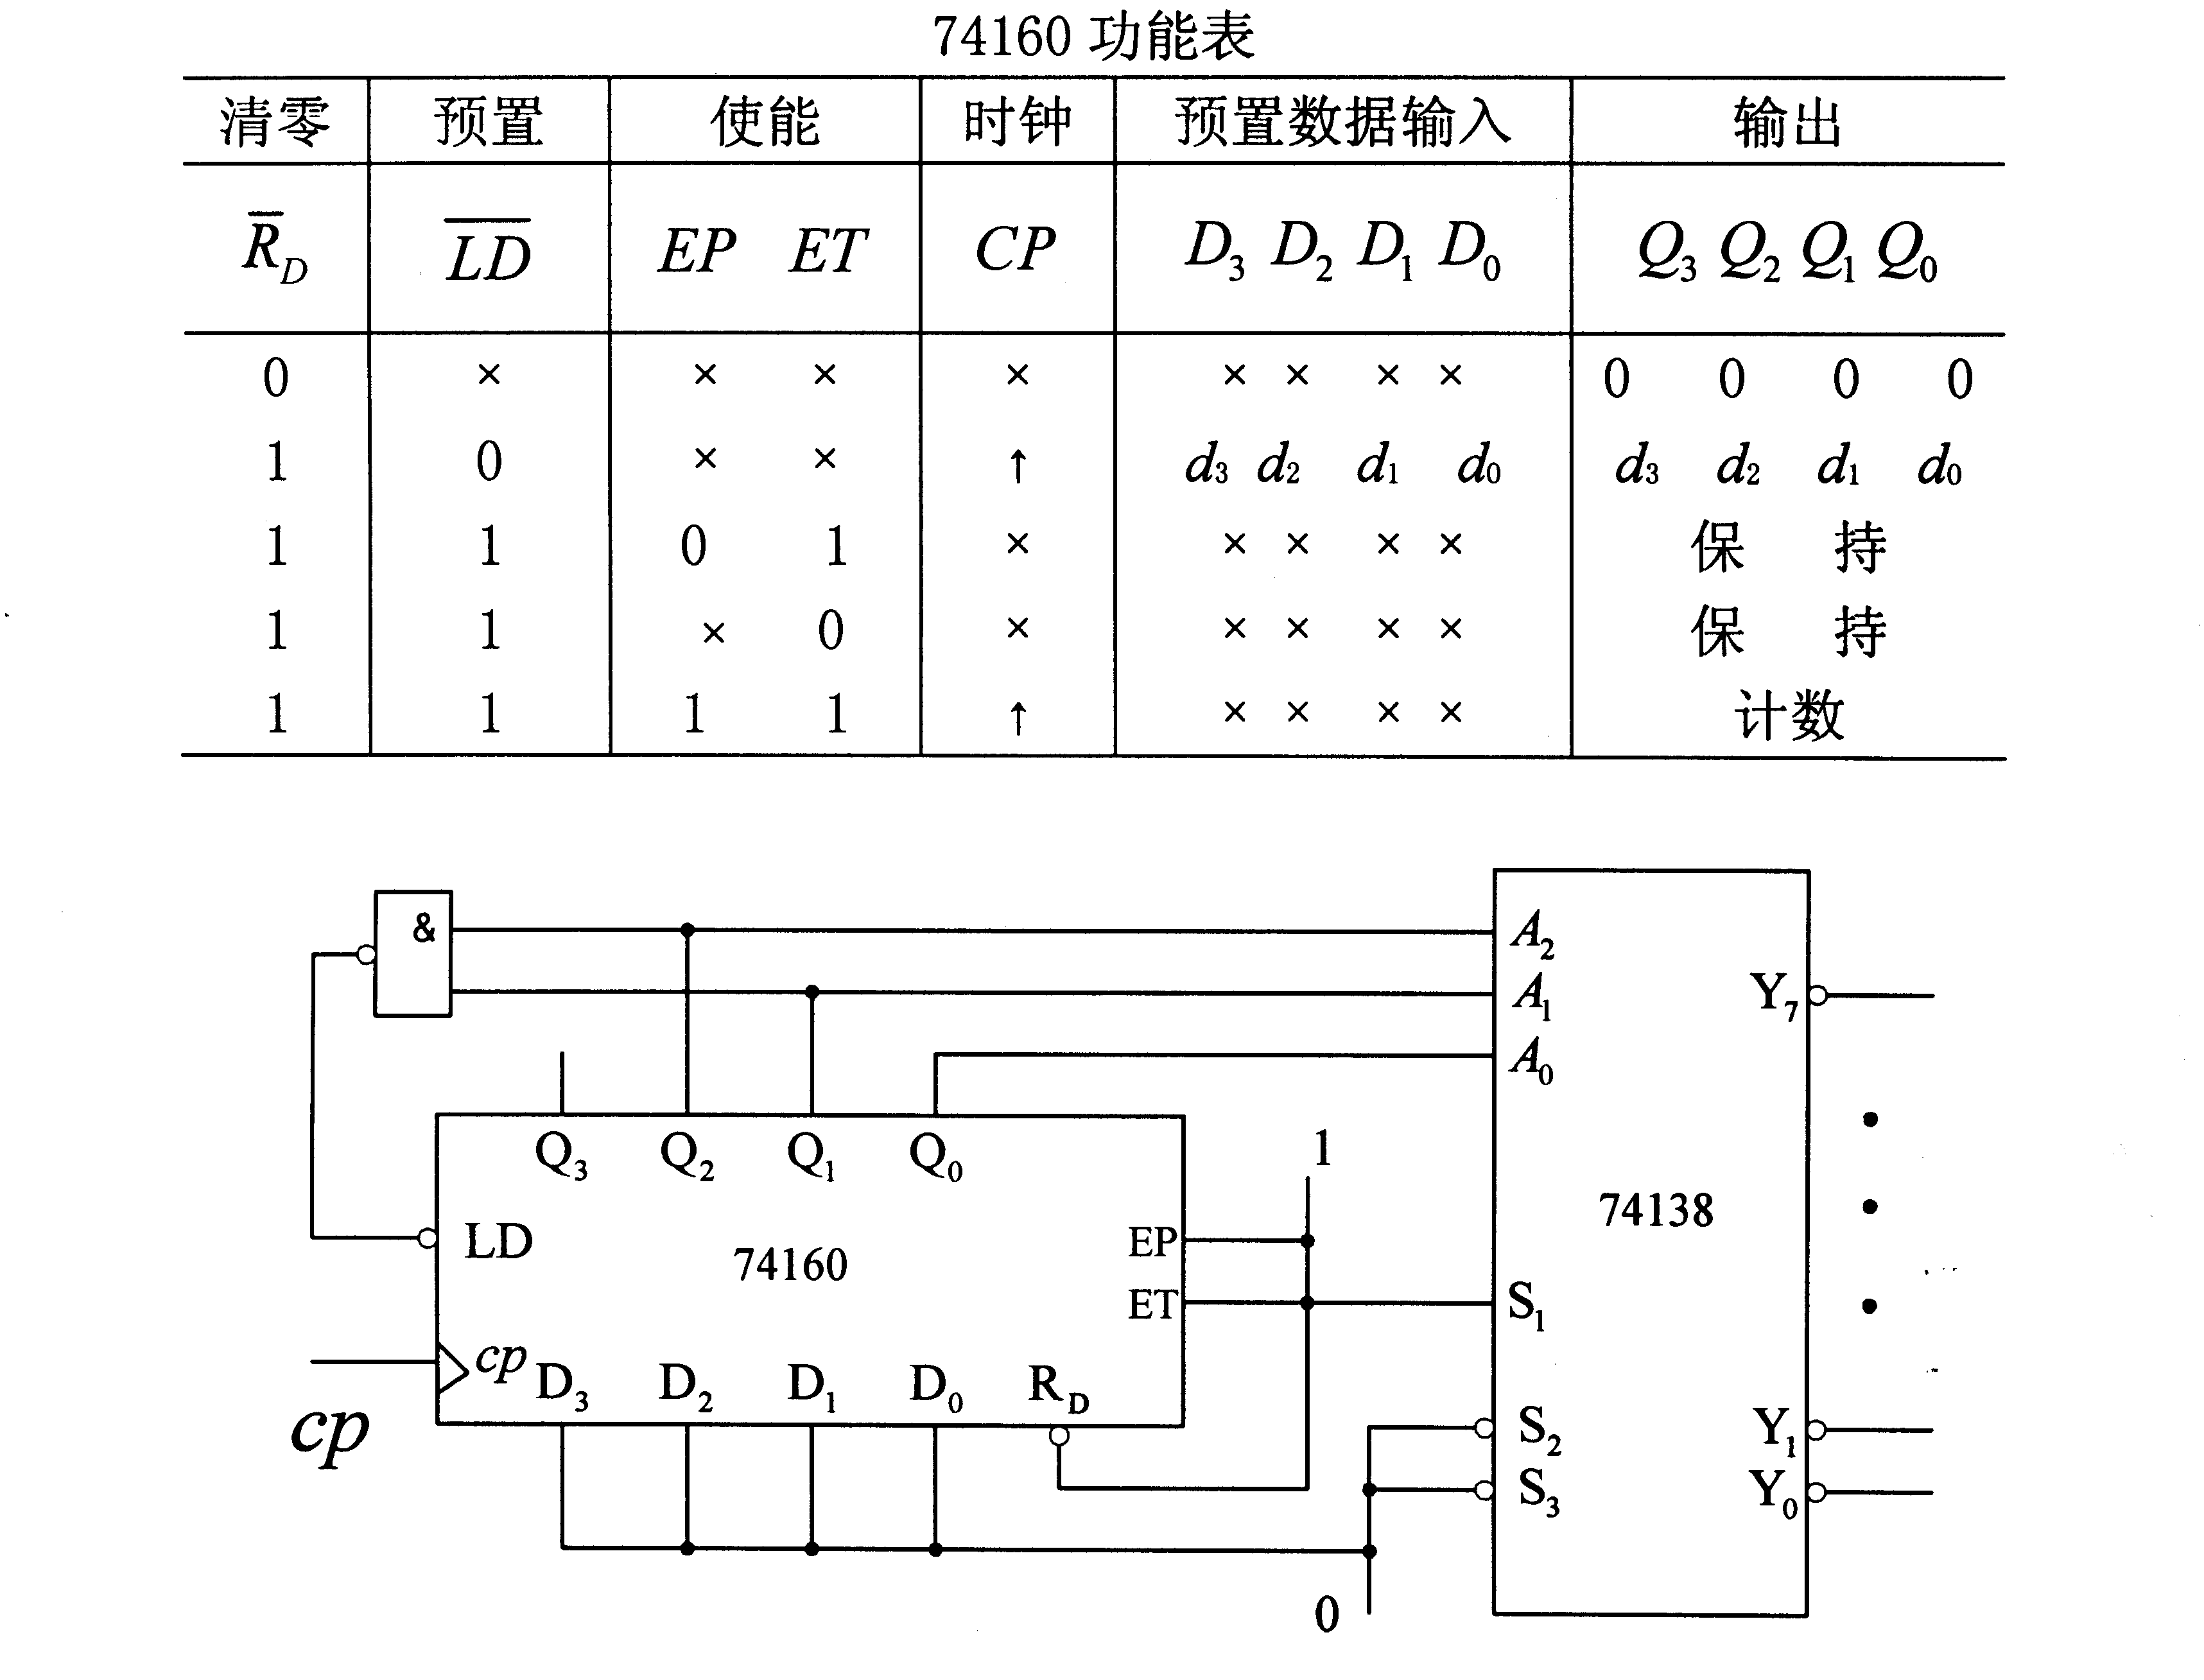 74160 功能表
清零 预置 使能 时钟 预置数据输入 输出
R̅_D L̅D̅ EP ET CP D₃ D₂ D₁ D₀ Q₃ Q₂ Q₁ Q₀
0 × × × × × × × × 0 0 0 0
1 0 × × ↑ d₃ d₂ d₁ d₀ d₃ d₂ d₁ d₀
1 1 0 1 × × × × × 保 持
1 1 × 0 × × × × × 保 持
1 1 1 1 ↑ × × × × 计数
&
A₂
A₁
A₀
Y₇
Q₃ Q₂ Q₁ Q₀
1
LD
74160
EP
ET
74138
S₁
cp
cp
D₃ D₂ D₁ D₀ R_D
S₂
S₃
Y₁
Y₀
0